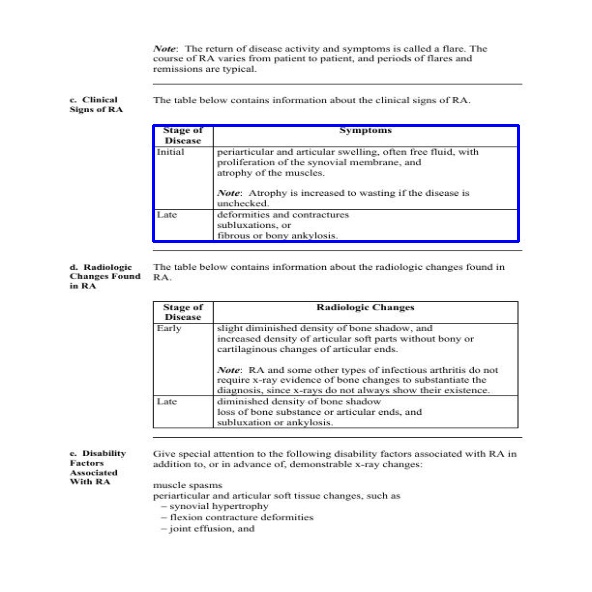 Note: The return of disease activity and symptoms is called a flare. The
course of RA varies from patient to patient, and periods of flares and
remissions are typical.
c. Clinical
Signs of RA
The table below contains information about the clinical signs of RA.
Stage of
Disease
Symptoms
Initial
periarticular and articular swelling, often free fluid, with
proliferation of the synovial membrane, and
atrophy of the muscles.
Note: Atrophy is increased to wasting if the disease is
unchecked.
Late
deformities and contractures
subluxations, or
fibrous or bony ankylosis.
d. Radiologic
Changes Found
in RA
The table below contains information about the radiologic changes found in
RA.
Stage of
Disease
Radiologic Changes
Early
slight diminished density of bone shadow, and
increased density of articular soft parts without bony or
cartilaginous changes of articular ends.
Note: RA and some other types of infectious arthritis do not
require x-ray evidence of bone changes to substantiate the
diagnosis, since x-rays do not always show their existence.
Late
diminished density of bone shadow
loss of bone substance or articular ends, and
subluxation or ankylosis.
e. Disability
Factors
Associated
With RA
Give special attention to the following disability factors associated with RA in
addition to, or in advance of, demonstrable x-ray changes:
muscle spasms
periarticular and articular soft tissue changes, such as
– synovial hypertrophy
– flexion contracture deformities
– joint effusion, and